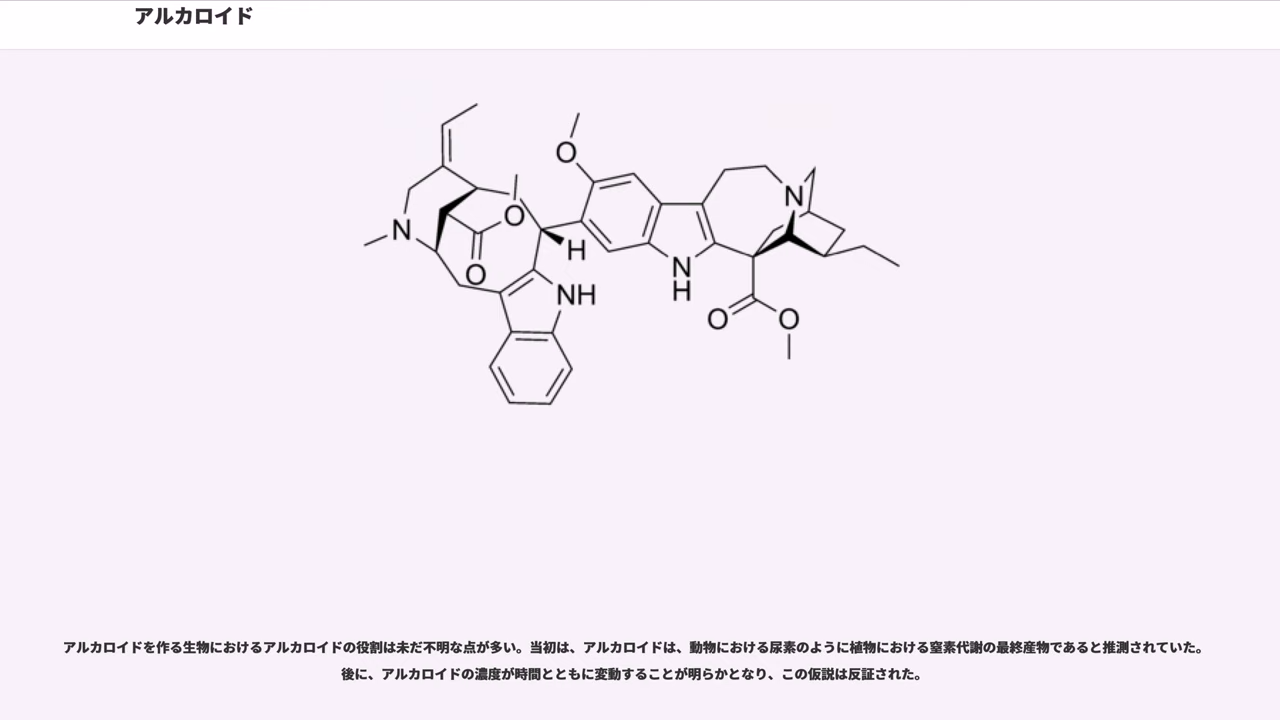 アルカロイド
O
N
N
O
H
O
NH
N
H
O
O
アルカロイドを作る生物におけるアルカロイドの役割は未だ不明な点が多い。当初は、アルカロイドは、動物における尿素のように植物における窒素代謝の最終産物であると推測されていた。
後に、アルカロイドの濃度が時間とともに変動することが明らかとなり、この仮説は反証された。